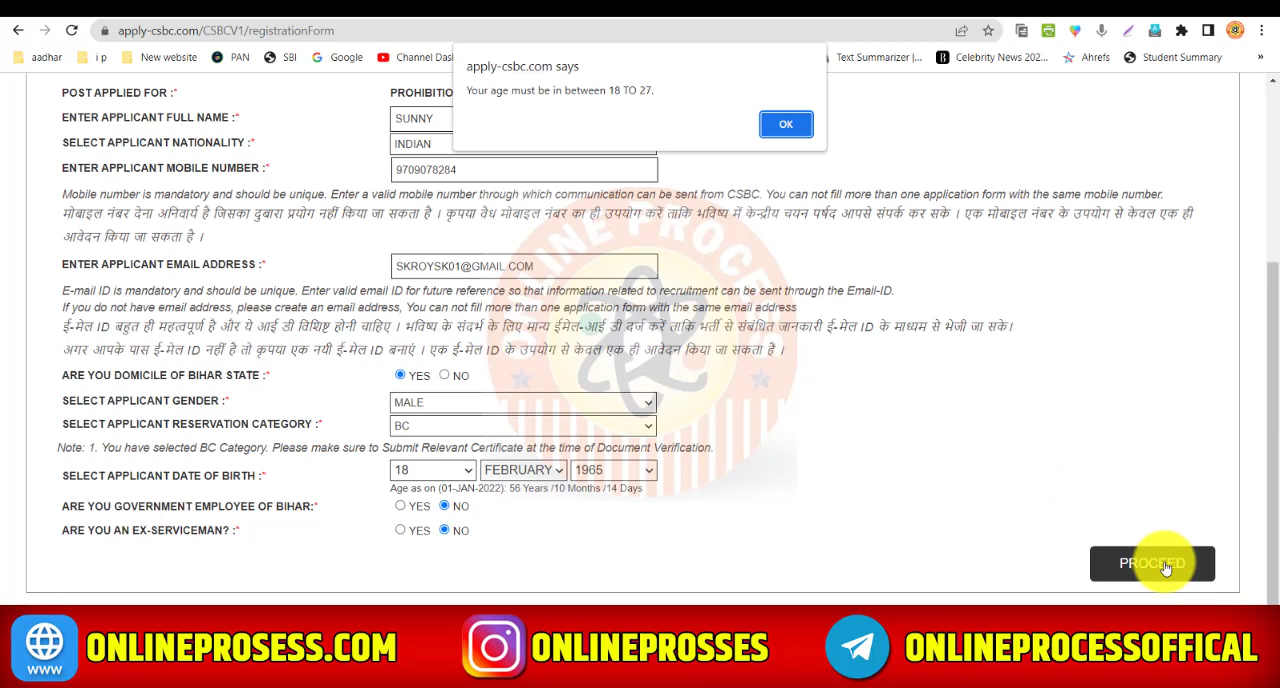 apply-csbc.com/CSBCV1/registrationForm
aadhar i p New website PAN SBI Google Channel Das Text Summarizer |... Celebrity News 202... Ahrefs Student Summary »
apply-csbc.com says
Your age must be in between 18 TO 27.
OK
POST APPLIED FOR :* PROHIBITIO
ENTER APPLICANT FULL NAME :* SUNNY
SELECT APPLICANT NATIONALITY :* INDIAN
ENTER APPLICANT MOBILE NUMBER :* 9709078284
Mobile number is mandatory and should be unique. Enter a valid mobile number through which communication can be sent from CSBC. You can not fill more than one application form with the same mobile number.
मोबाइल नंबर देना अनिवार्य है जिसका दुबारा प्रयोग नहीं किया जा सकता है । कृपया वैध मोबाइल नंबर का ही उपयोग करें ताकि भविष्य में केन्द्रीय चयन पर्षद आपसे संपर्क कर सके । एक मोबाइल नंबर के उपयोग से केवल एक ही
आवेदन किया जा सकता है ।
ENTER APPLICANT EMAIL ADDRESS :* SKROYSK01@GMAIL.COM
E-mail ID is mandatory and should be unique. Enter valid email ID for future reference so that information related to recruitment can be sent through the Email-ID.
If you do not have email address, please create an email address, You can not fill more than one application form with the same email address
ई-मेल ID बहुत ही महत्वपूर्ण है और ये आई डी विशिष्ट होनी चाहिए । भविष्य के संदर्भ के लिए मान्य ईमेल-आई डी दर्ज करें ताकि भर्ती से संबंधित जानकारी ई-मेल ID के माध्यम से भेजी जा सके।
अगर आपके पास ई-मेल ID नहीं है तो कृपया एक नयी ई-मेल ID बनाएं । एक ई-मेल ID के उपयोग से केवल एक ही आवेदन किया जा सकता है ।
ARE YOU DOMICILE OF BIHAR STATE :* YES NO
SELECT APPLICANT GENDER :* MALE
SELECT APPLICANT RESERVATION CATEGORY :* BC
Note: 1. You have selected BC Category. Please make sure to Submit Relevant Certificate at the time of Document Verification.
SELECT APPLICANT DATE OF BIRTH :* 18 FEBRUARY 1965
Age as on (01-JAN-2022): 56 Years /10 Months /14 Days
ARE YOU GOVERNMENT EMPLOYEE OF BIHAR:* YES NO
ARE YOU AN EX-SERVICEMAN? :* YES NO
PROCEED
ONLINE PROCESS
WWW ONLINEPROSESS.COM ONLINEPROSSES ONLINEPROCESSOFFICAL